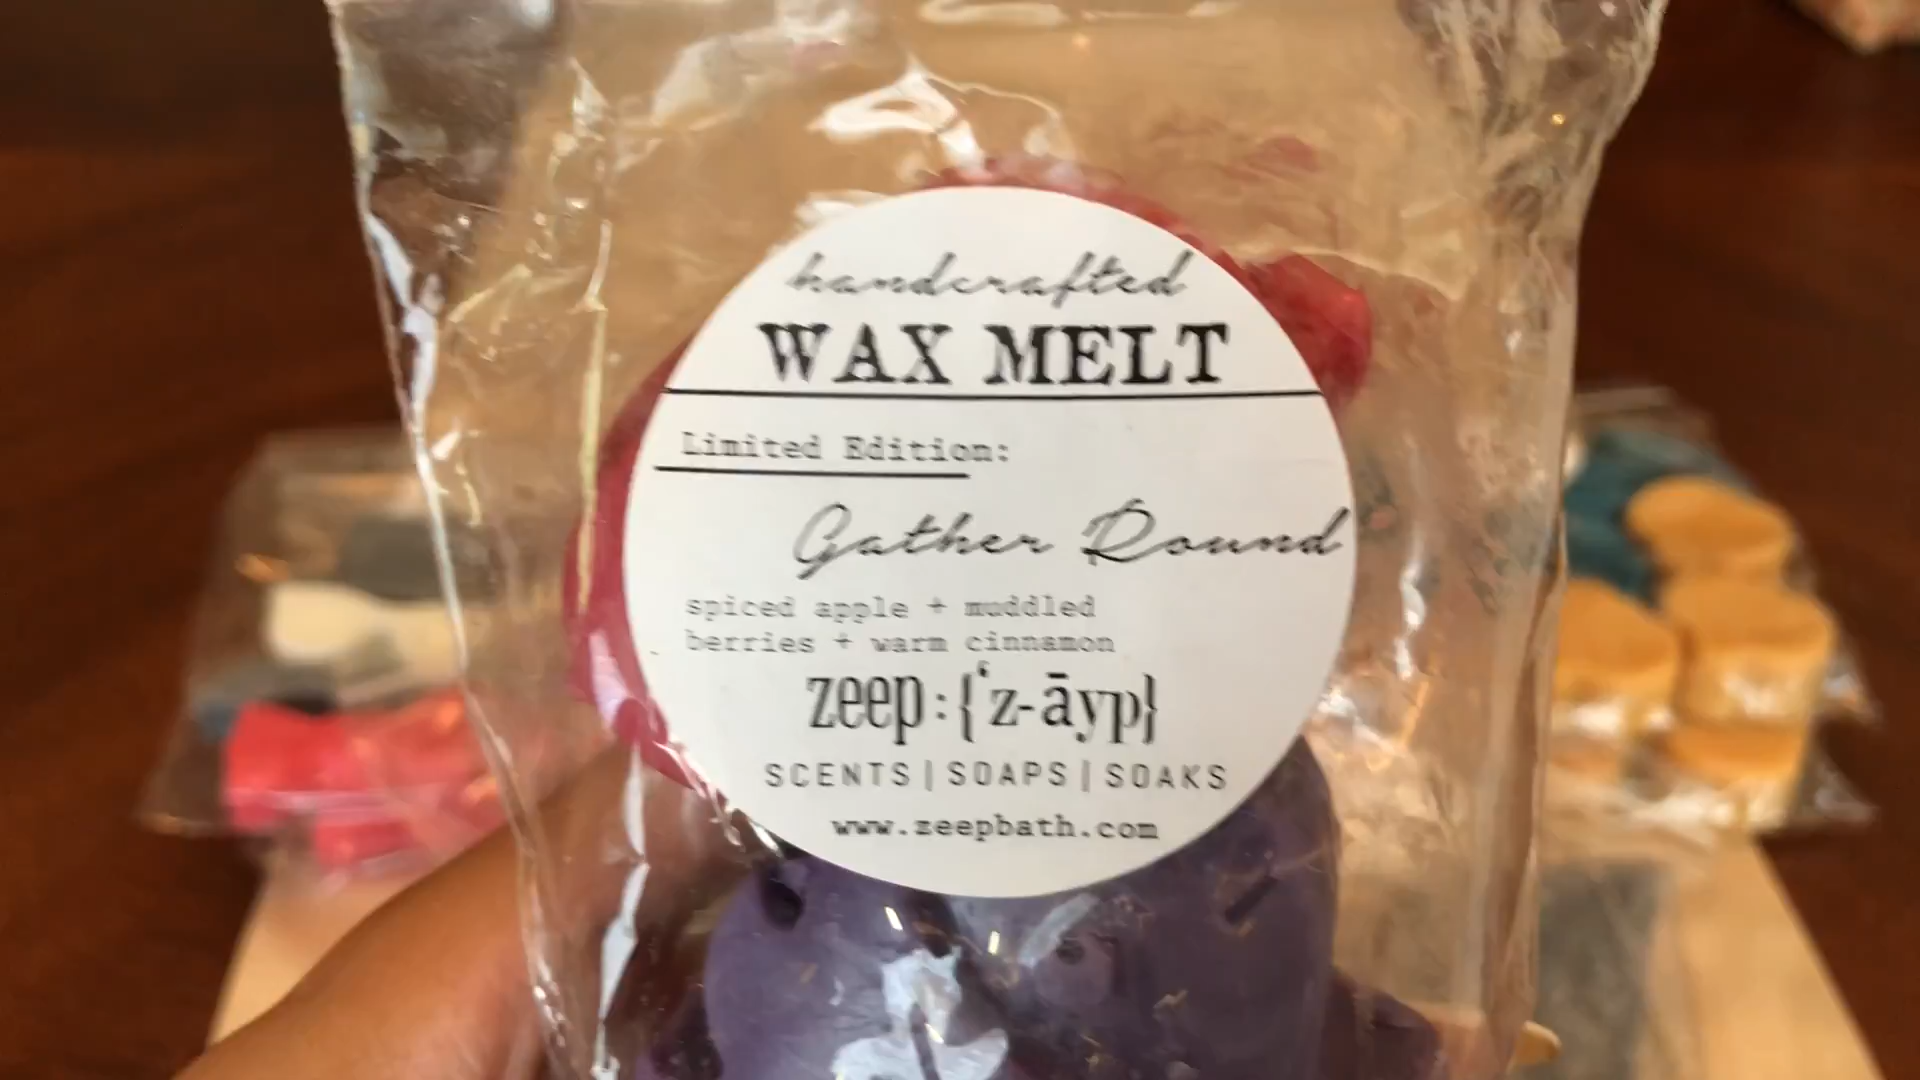 handcrafted
WAX MELT
Limited Edition:
Gather Round
spiced apple + muddled
berries + warm cinnamon
zeep:{'z-āyp}
SCENTS|SOAPS|SOAKS
www.zeepbath.com